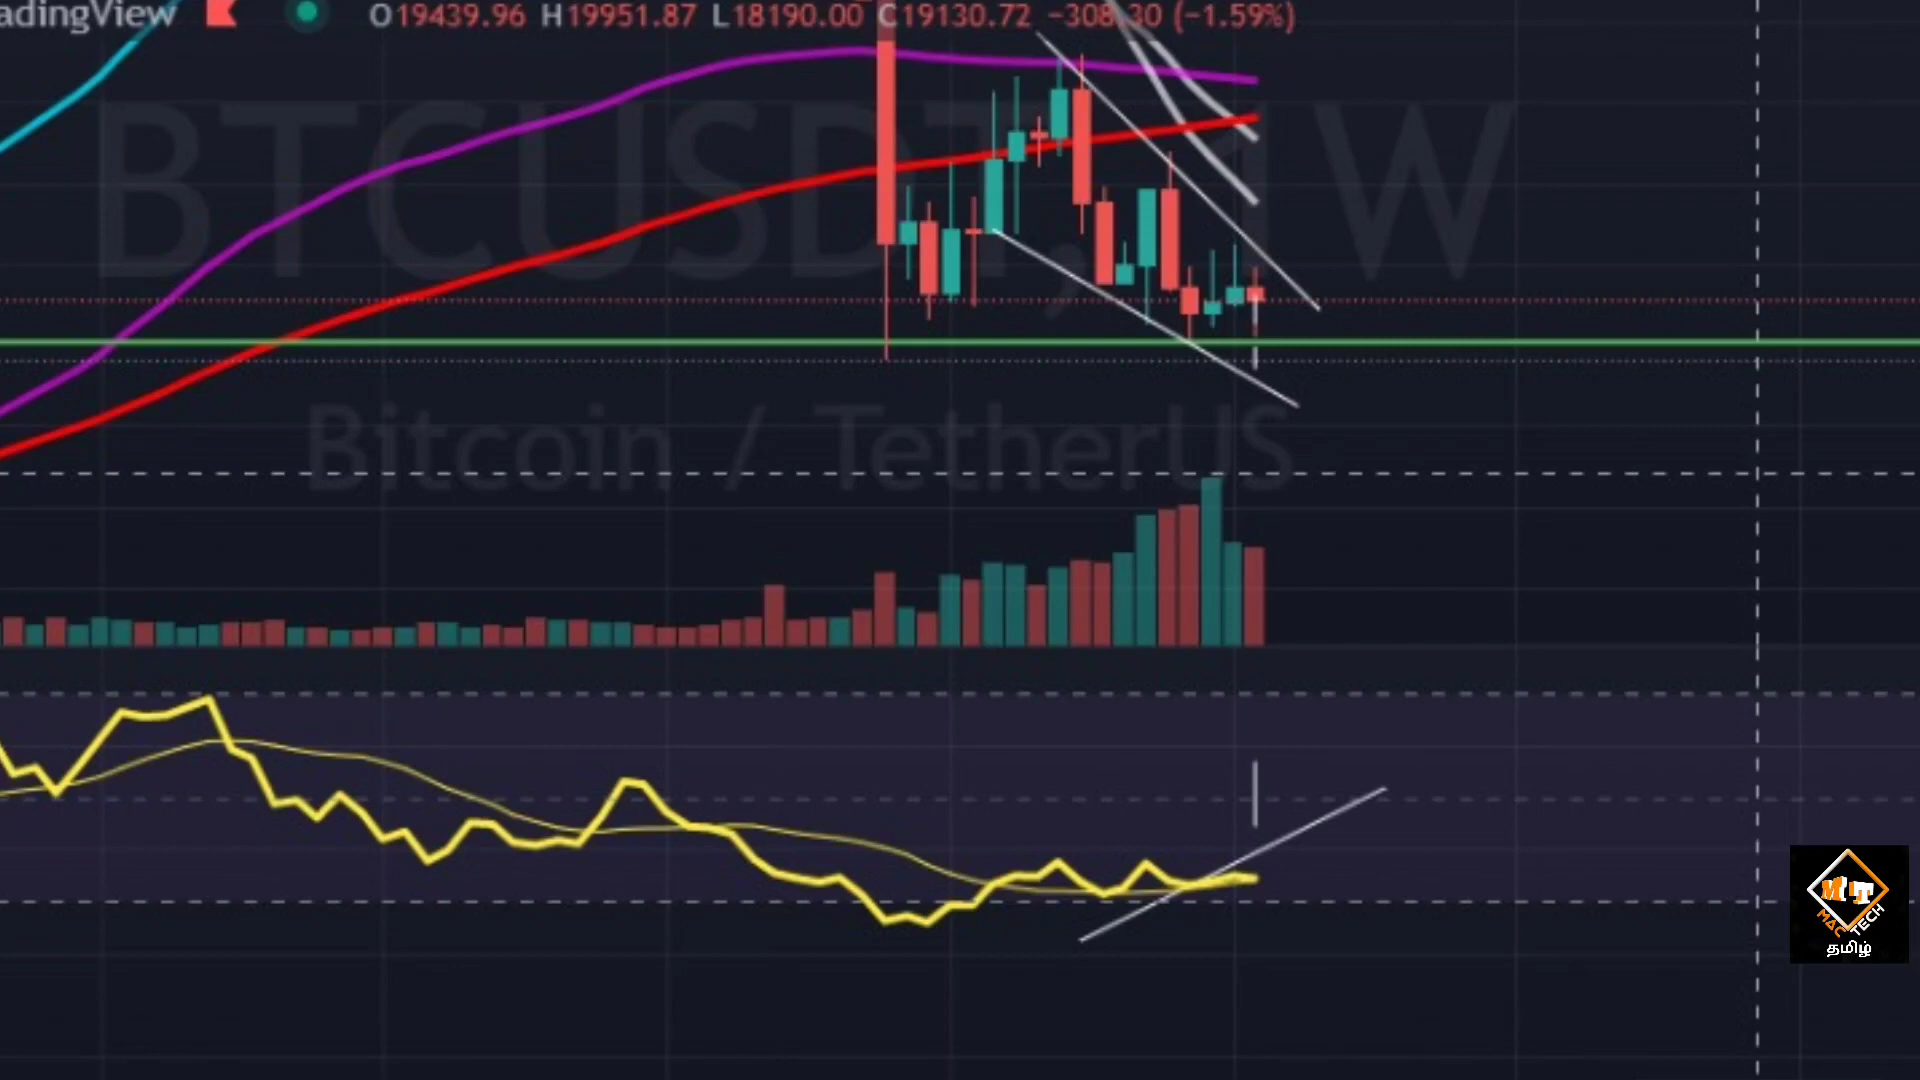 adingView O19439.96 H19951.87 L18190.00 C19130.72 −308.30 (−1.59%)
BTCUSDT, 1W
Bitcoin / TetherUS
MT
MAC TECH
தமிழ்